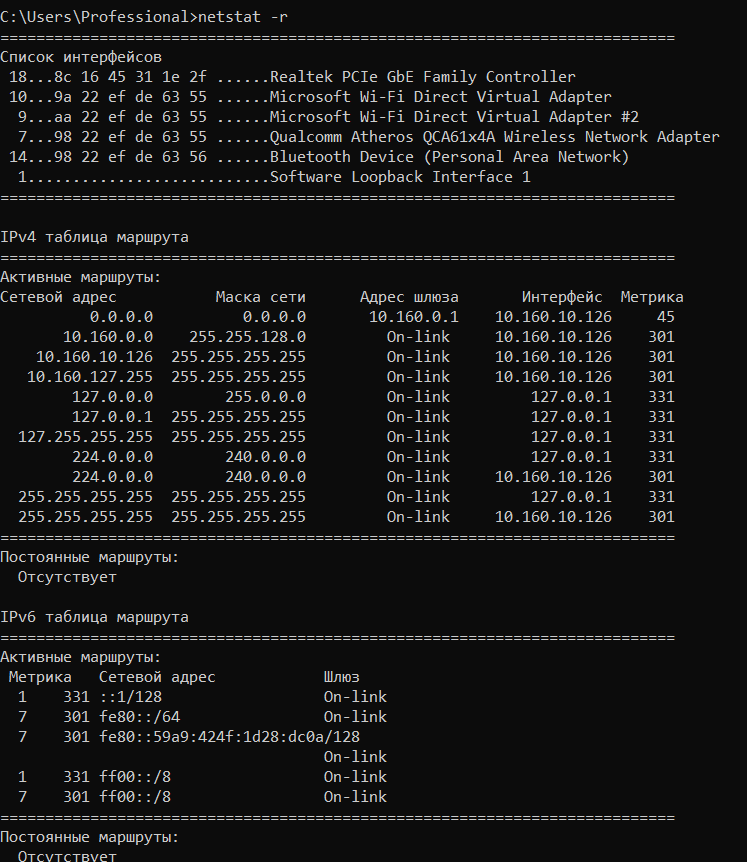 C:\Users\Professional>netstat -r
===========================================================================
Список интерфейсов
 18...8c 16 45 31 1e 2f ......Realtek PCIe GbE Family Controller
 10...9a 22 ef de 63 55 ......Microsoft Wi-Fi Direct Virtual Adapter
  9...aa 22 ef de 63 55 ......Microsoft Wi-Fi Direct Virtual Adapter #2
  7...98 22 ef de 63 55 ......Qualcomm Atheros QCA61x4A Wireless Network Adapter
 14...98 22 ef de 63 56 ......Bluetooth Device (Personal Area Network)
  1...........................Software Loopback Interface 1
===========================================================================

IPv4 таблица маршрута
===========================================================================
Активные маршруты:
Сетевой адрес           Маска сети      Адрес шлюза       Интерфейс  Метрика
          0.0.0.0          0.0.0.0       10.160.0.1    10.160.10.126     45
       10.160.0.0    255.255.128.0         On-link     10.160.10.126    301
    10.160.10.126  255.255.255.255         On-link     10.160.10.126    301
   10.160.127.255  255.255.255.255         On-link     10.160.10.126    301
        127.0.0.0        255.0.0.0         On-link         127.0.0.1    331
        127.0.0.1  255.255.255.255         On-link         127.0.0.1    331
  127.255.255.255  255.255.255.255         On-link         127.0.0.1    331
        224.0.0.0        240.0.0.0         On-link         127.0.0.1    331
        224.0.0.0        240.0.0.0         On-link     10.160.10.126    301
  255.255.255.255  255.255.255.255         On-link         127.0.0.1    331
  255.255.255.255  255.255.255.255         On-link     10.160.10.126    301
===========================================================================
Постоянные маршруты:
  Отсутствует

IPv6 таблица маршрута
===========================================================================
Активные маршруты:
 Метрика   Сетевой адрес            Шлюз
  1    331 ::1/128                  On-link
  7    301 fe80::/64                On-link
  7    301 fe80::59a9:424f:1d28:dc0a/128
                                    On-link
  1    331 ff00::/8                 On-link
  7    301 ff00::/8                 On-link
===========================================================================
Постоянные маршруты:
  Отсутствует